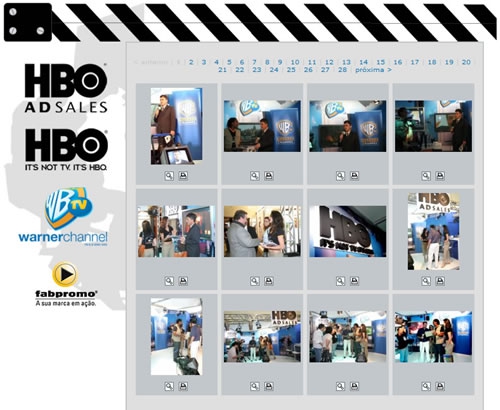 < anterior | 1 | 2 | 3 | 4 | 5 | 6 | 7 | 8 | 9 | 10 | 11 | 12 | 13 | 14 | 15 | 16 | 17 | 18 | 19 | 20 |
21 | 22 | 23 | 24 | 25 | 26 | 27 | 28 | próxima >
HBO
AD SALES
HBO
IT'S NOT TV. IT'S HBO.
WB
TV
warnerchannel
fabpromo
A sua marca em ação.
HBO
IT'S NOT
HBO
AD SALES
HBO
AD SALES